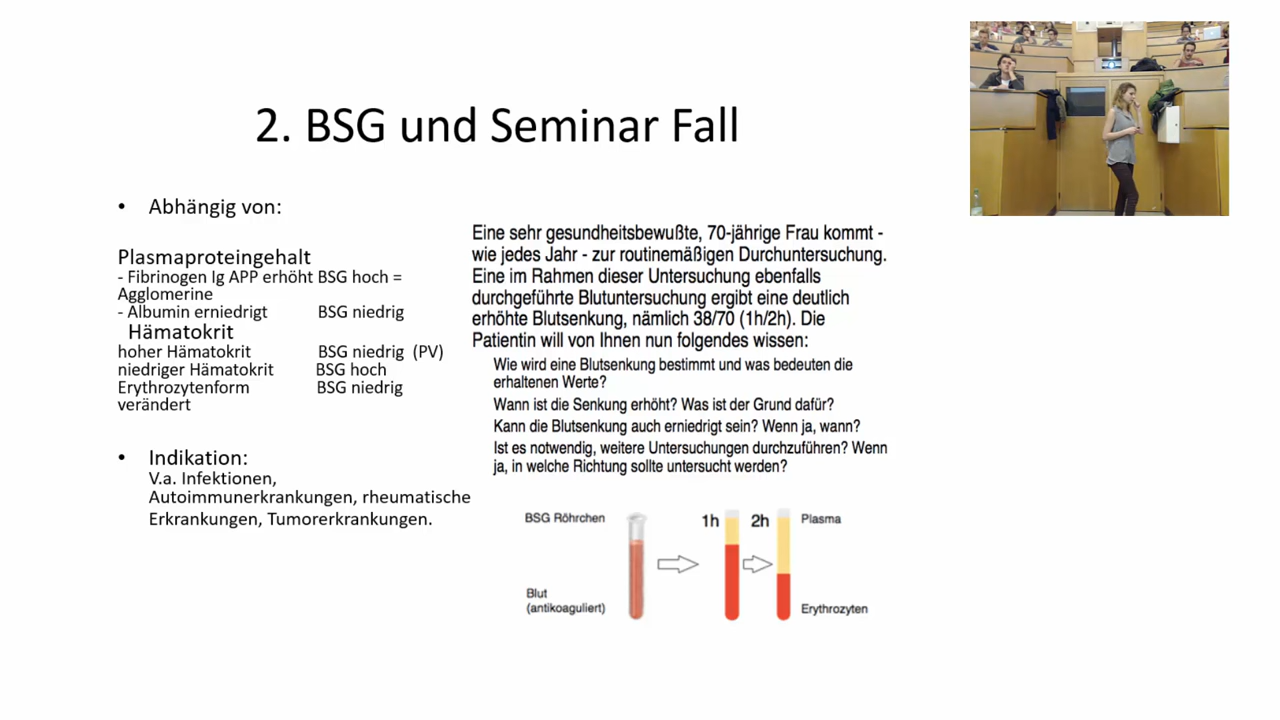 2. BSG und Seminar Fall
• Abhängig von:
Plasmaproteingehalt
- Fibrinogen Ig APP erhöht BSG hoch =
Agglomerine
- Albumin erniedrigt BSG niedrig
Hämatokrit
hoher Hämatokrit BSG niedrig (PV)
niedriger Hämatokrit BSG hoch
Erythrozytenform BSG niedrig
verändert
• Indikation:
V.a. Infektionen,
Autoimmunerkrankungen, rheumatische
Erkrankungen, Tumorerkrankungen.
Eine sehr gesundheitsbewußte, 70-jährige Frau kommt -
wie jedes Jahr - zur routinemäßigen Durchuntersuchung.
Eine im Rahmen dieser Untersuchung ebenfalls
durchgeführte Blutuntersuchung ergibt eine deutlich
erhöhte Blutsenkung, nämlich 38/70 (1h/2h). Die
Patientin will von Ihnen nun folgendes wissen:
Wie wird eine Blutsenkung bestimmt und was bedeuten die
erhaltenen Werte?
Wann ist die Senkung erhöht? Was ist der Grund dafür?
Kann die Blutsenkung auch erniedrigt sein? Wenn ja, wann?
Ist es notwendig, weitere Untersuchungen durchzuführen? Wenn
ja, in welche Richtung sollte untersucht werden?
BSG Röhrchen 1h 2h Plasma
Blut
(antikoaguliert) Erythrozyten